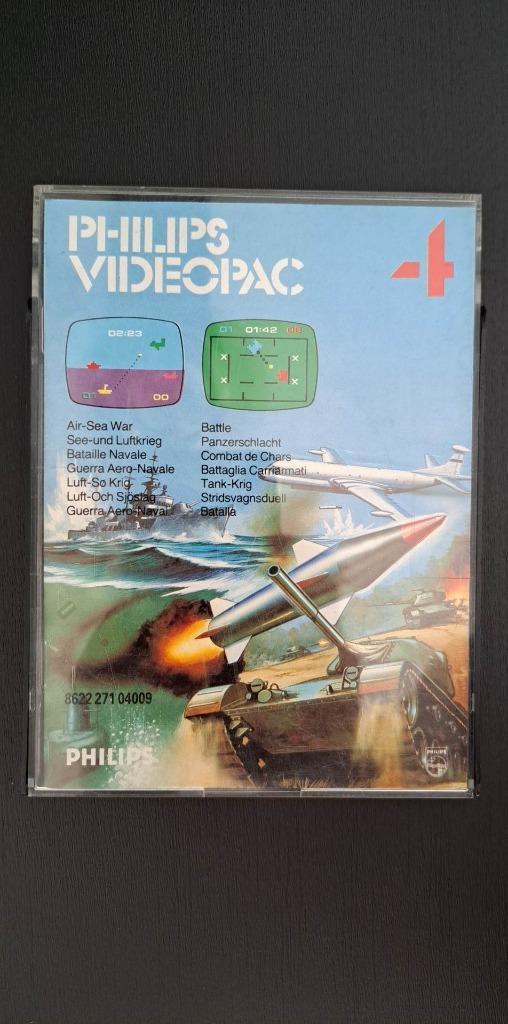 PHILIPS
VIDEOPAC
4
02:23
00
01 01:42 08
Air-Sea War
See-und Luftkrieg
Bataille Navale
Guerra Aero-Navale
Luft-Sø Krig
Luft-Och Sjöslag
Guerra Aero-Naval
Battle
Panzerschlacht
Combat de Chars
Battaglia Carriarmati
Tank-Krig
Stridsvagnsduell
Batalla
8622 271 04009
PHILIPS
PHILIPS